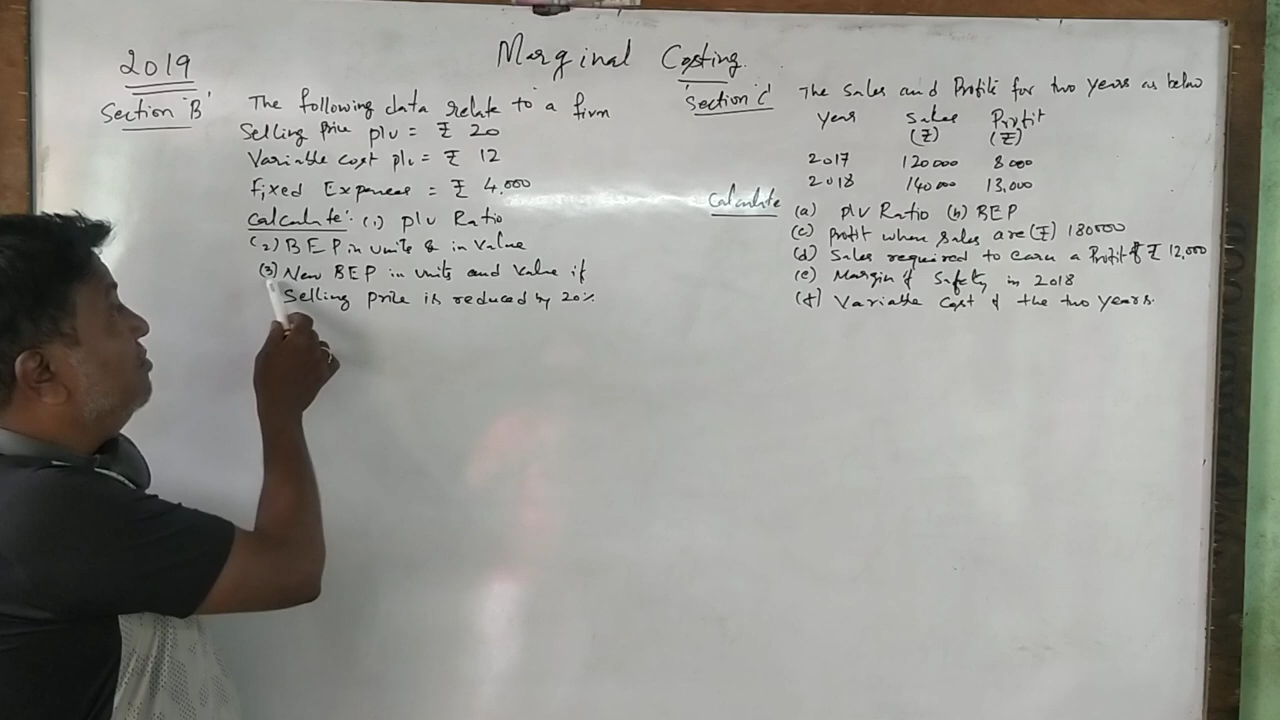 Marginal Costing.
2019
Section 'B'
The following data relate to a firm
Selling Price p/u = ₹ 20
Variable cost p/u = ₹ 12
Fixed Expenses = ₹ 4,000
Calculate: (1) p/v Ratio
(2) BEP in units & in value
(3) New BEP in units and value if
Selling price is reduced by 20%
'Section C'
The Sales and Profit for two years as below
Year Sales Profit
(₹) (₹)
2017 120000 8000
2018 140000 13,000
Calculate
(a) p/v Ratio (b) BEP
(c) Profit when sales are (₹) 180000
(d) Sales required to earn a Profit of ₹ 12,000
(e) Margin of Safety in 2018
(f) Variable Cost of the two years.